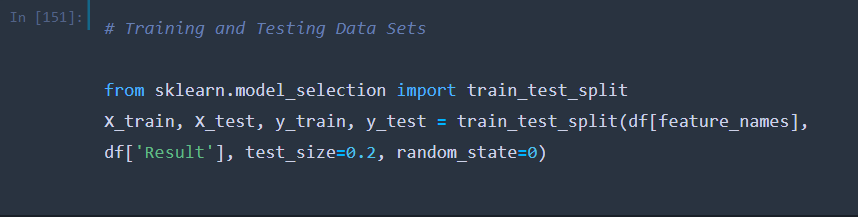 In [151]:
# Training and Testing Data Sets
from sklearn.model_selection import train_test_split
X_train, X_test, y_train, y_test = train_test_split(df[feature_names],
df['Result'], test_size=0.2, random_state=0)